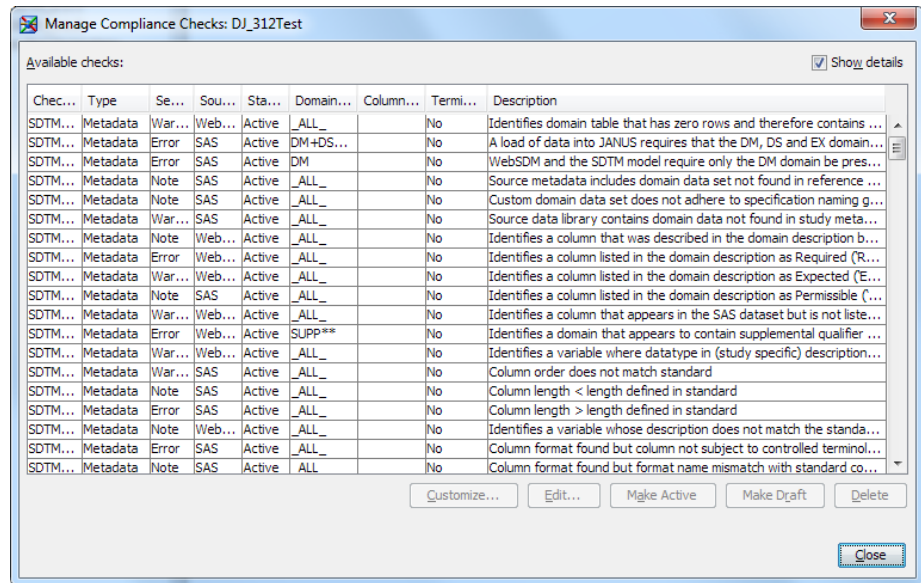 Manage Compliance Checks: DJ_312Test
Available checks: Show details
Chec... Type Se... Sou... Sta... Domain... Column... Termi... Description
SDTM... Metadata War... Web... Active _ALL_ No Identifies domain table that has zero rows and therefore contains ...
SDTM... Metadata Error SAS Active DM+DS... No A load of data into JANUS requires that the DM, DS and EX domain...
SDTM... Metadata Error SAS Active DM No WebSDM and the SDTM model require only the DM domain be pres...
SDTM... Metadata Note SAS Active _ALL_ No Source metadata includes domain data set not found in reference ...
SDTM... Metadata Note SAS Active _ALL_ No Custom domain data set does not adhere to specification naming g...
SDTM... Metadata War... SAS Active _ALL_ No Source data library contains domain data not found in study meta...
SDTM... Metadata Note Web... Active _ALL_ No Identifies a column that was described in the domain description b...
SDTM... Metadata Error Web... Active _ALL_ No Identifies a column listed in the domain description as Required ('R...
SDTM... Metadata War... Web... Active _ALL_ No Identifies a column listed in the domain description as Expected ('E...
SDTM... Metadata Note SAS Active _ALL_ No Identifies a column listed in the domain description as Permissible ('...
SDTM... Metadata War... Web... Active _ALL_ No Identifies a column that appears in the SAS dataset but is not liste...
SDTM... Metadata Error Web... Active SUPP** No Identifies a domain that appears to contain supplemental qualifier ...
SDTM... Metadata War... Web... Active _ALL_ No Identifies a variable where datatype in (study specific) description...
SDTM... Metadata War... SAS Active _ALL_ No Column order does not match standard
SDTM... Metadata Note SAS Active _ALL_ No Column length < length defined in standard
SDTM... Metadata Error SAS Active _ALL_ No Column length > length defined in standard
SDTM... Metadata Note Web... Active _ALL_ No Identifies a variable whose description does not match the standa...
SDTM... Metadata Error SAS Active _ALL_ No Column format found but column not subject to controlled terminol...
SDTM... Metadata Note SAS Active _ALL_ No Column format found but format name mismatch with standard co...
Customize... Edit... Make Active Make Draft Delete
Close